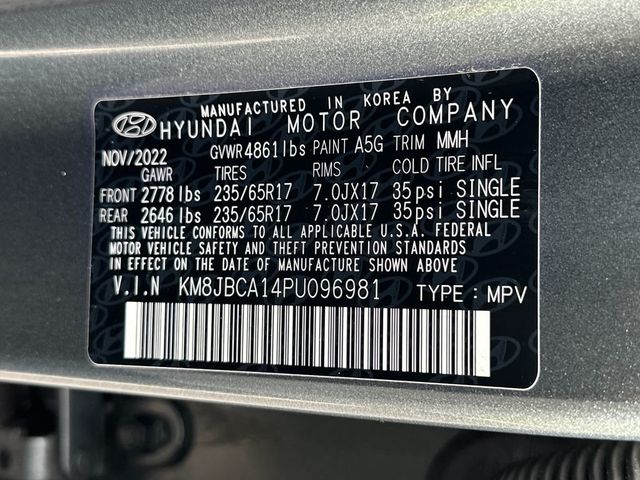 MANUFACTURED IN KOREA BY
HYUNDAI MOTOR COMPANY
NOV/2022 GVWR 4861lbs PAINT A5G TRIM MMH
GAWR TIRES RIMS COLD TIRE INFL
FRONT 2778 lbs 235/65R17 7.0JX17 35psi SINGLE
REAR 2646 lbs 235/65R17 7.0JX17 35psi SINGLE
THIS VEHICLE CONFORMS TO ALL APPLICABLE U.S.A. FEDERAL
MOTOR VEHICLE SAFETY AND THEFT PREVENTION STANDARDS
IN EFFECT ON THE DATE OF MANUFACTURE SHOWN ABOVE
V.I.N KM8JBCA14PU096981 TYPE : MPV